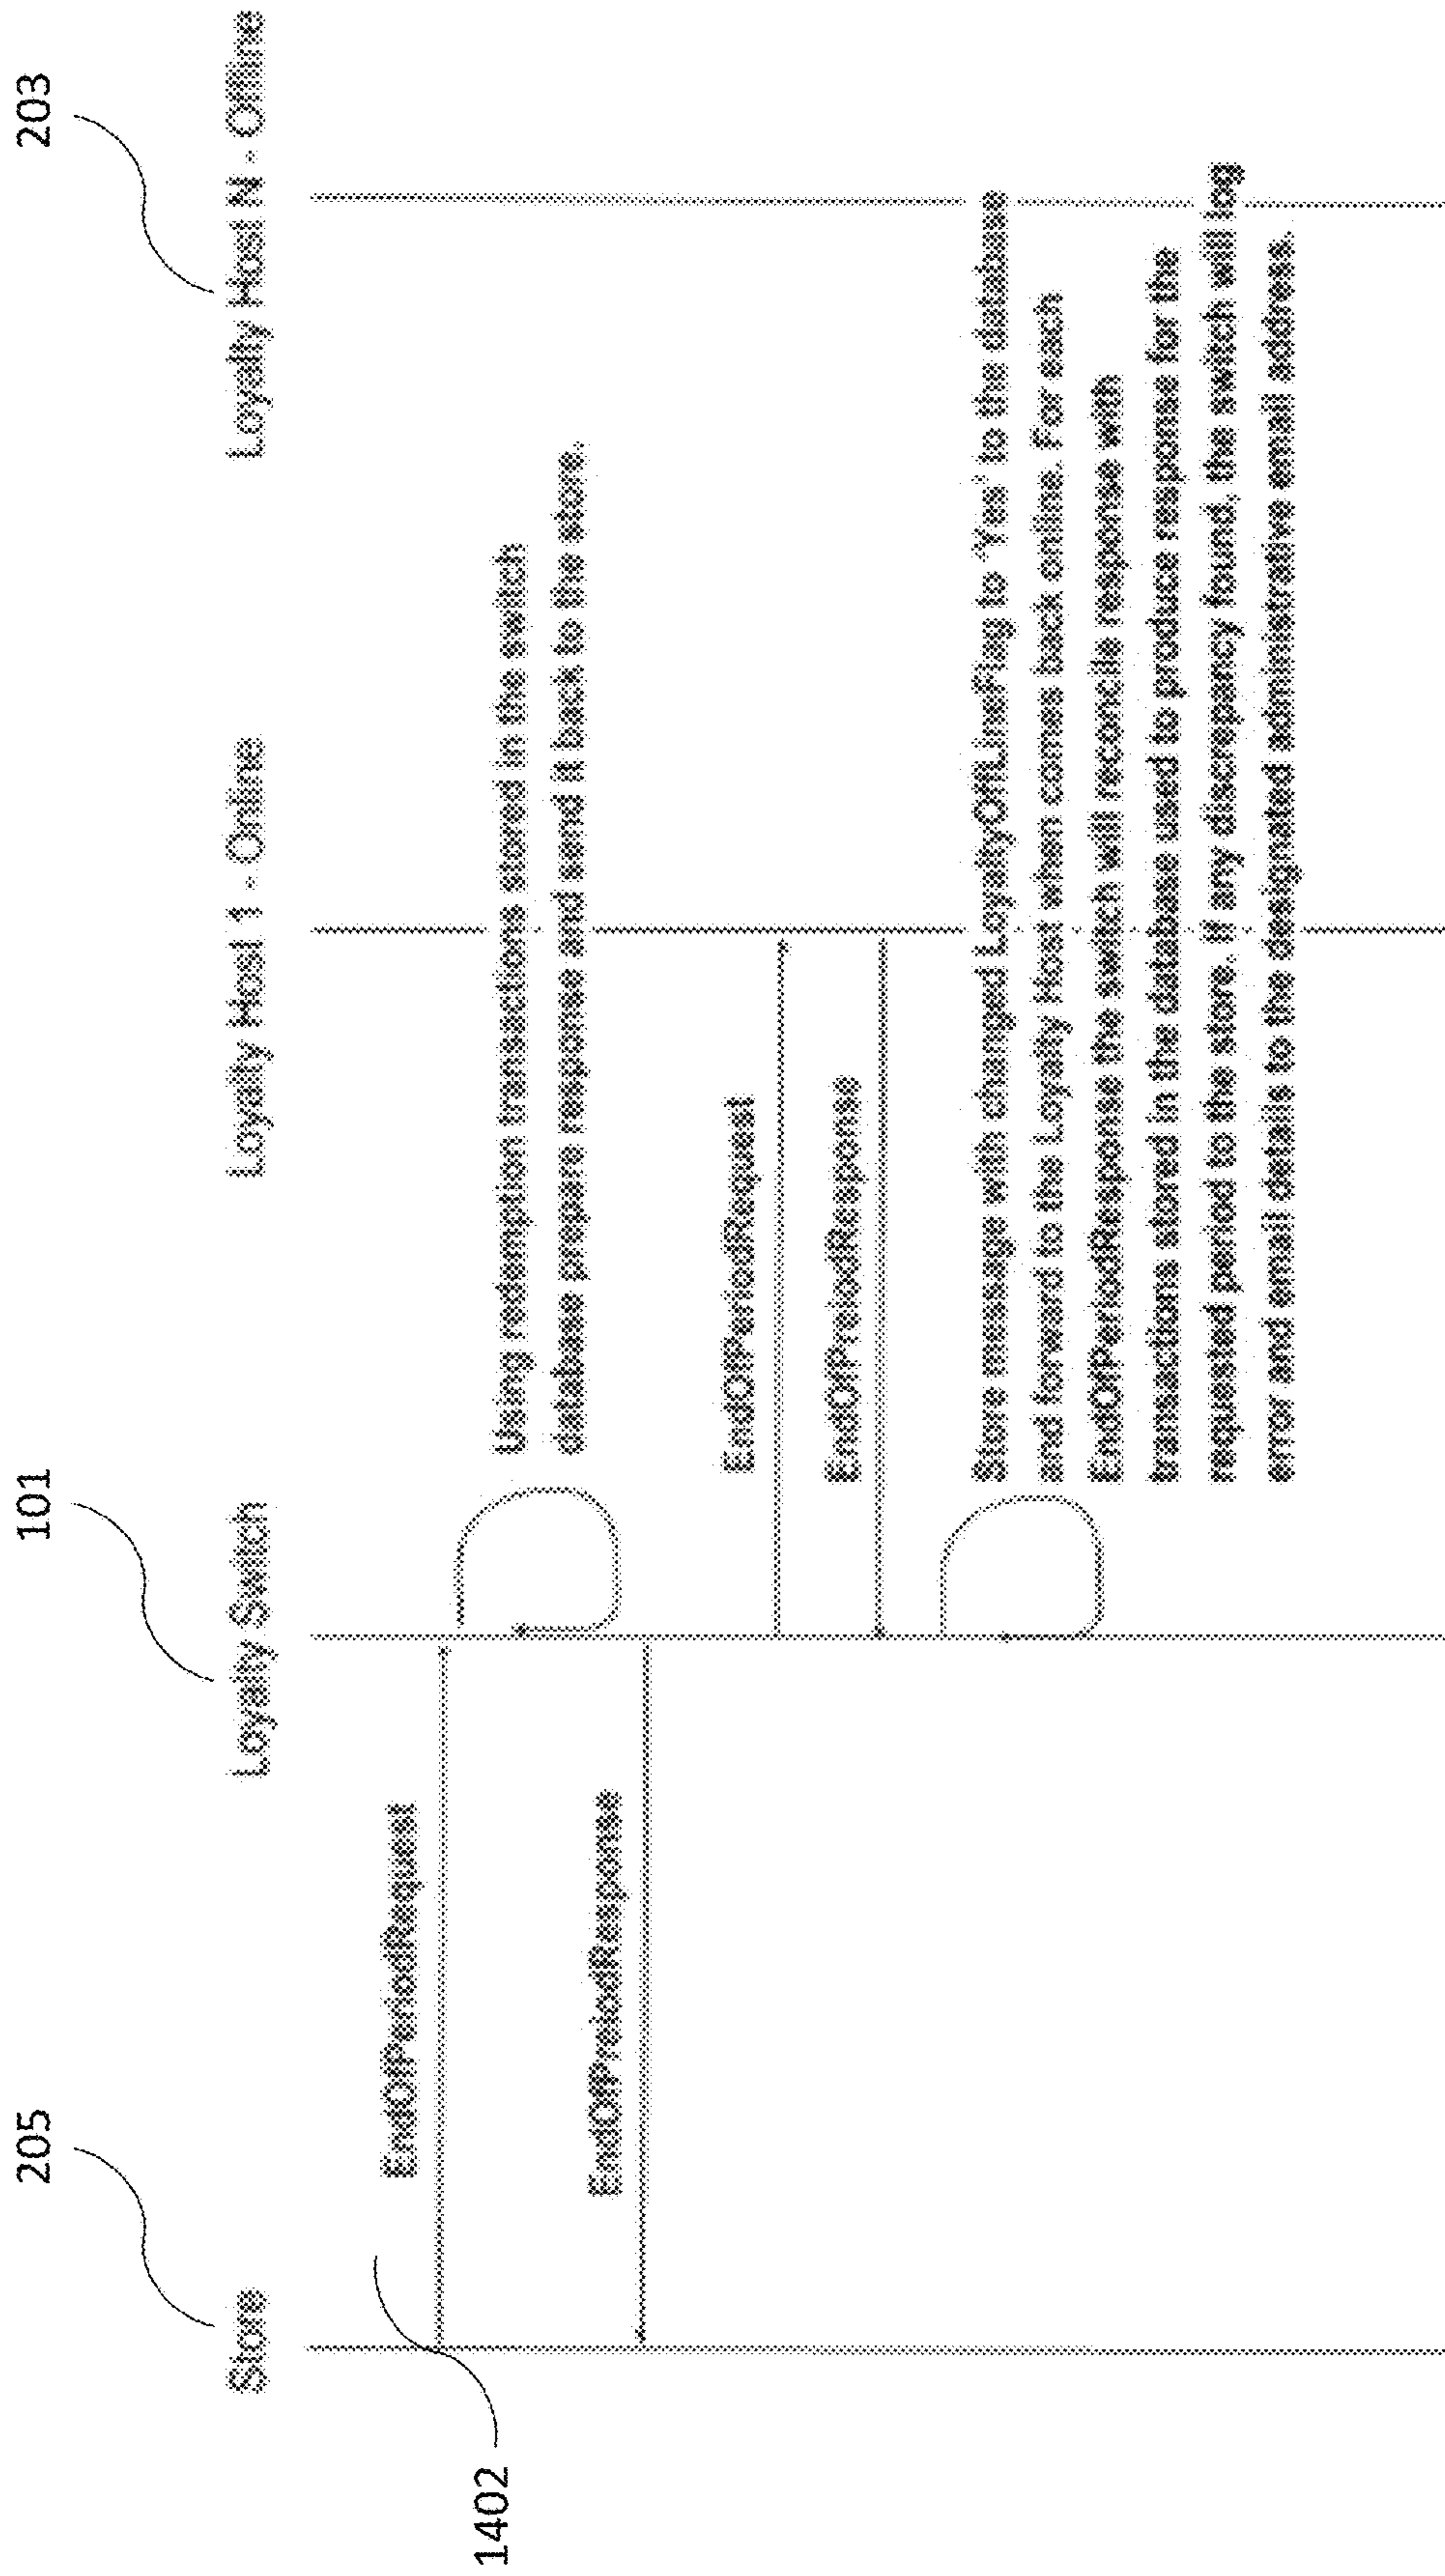 205
101
203
Store
Loyalty Switch
Loyalty Host 1 - Online
Loyalty Host N - Offline
1402
EndOfPeriodRequest
Using redemption transactions stored in the switch
database prepare response and send it back to the store.
EndOfPreiodResponse
EndOfPeriodRequest
EndOfPreiodResponse
Store message with changed LoyaltyOffLineFlag to 'Yes' to the database
and forward to the Loyalty Host when comes back online. For each
EndOfPeriodResponse the switch will reconcile response with
transactions stored in the database used to produce response for the
requested period to the store. If any discrepancy found, the switch will log
error and email details to the designated administrative email address.